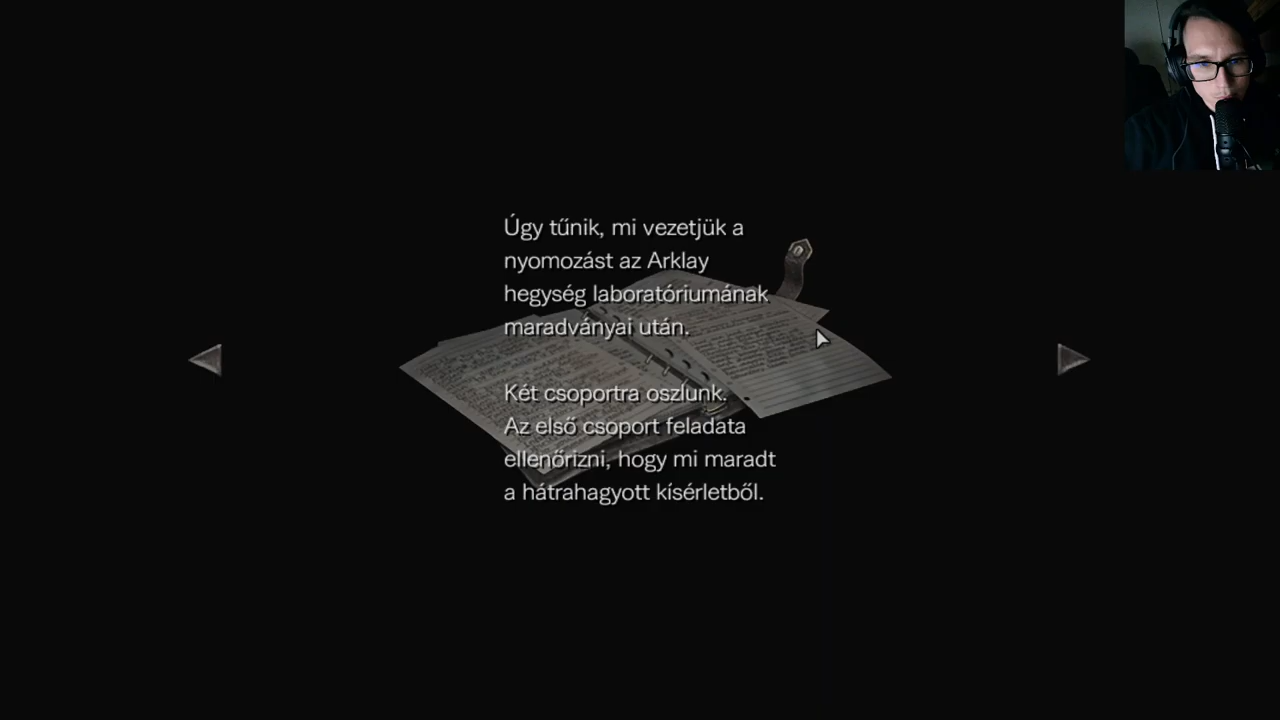 Úgy tűnik, mi vezetjük a
nyomozást az Arklay
hegység laboratóriumának
maradványai után.
Két csoportra oszlunk.
Az első csoport feladata
ellenőrizni, hogy mi maradt
a hátrahagyott kísérletből.